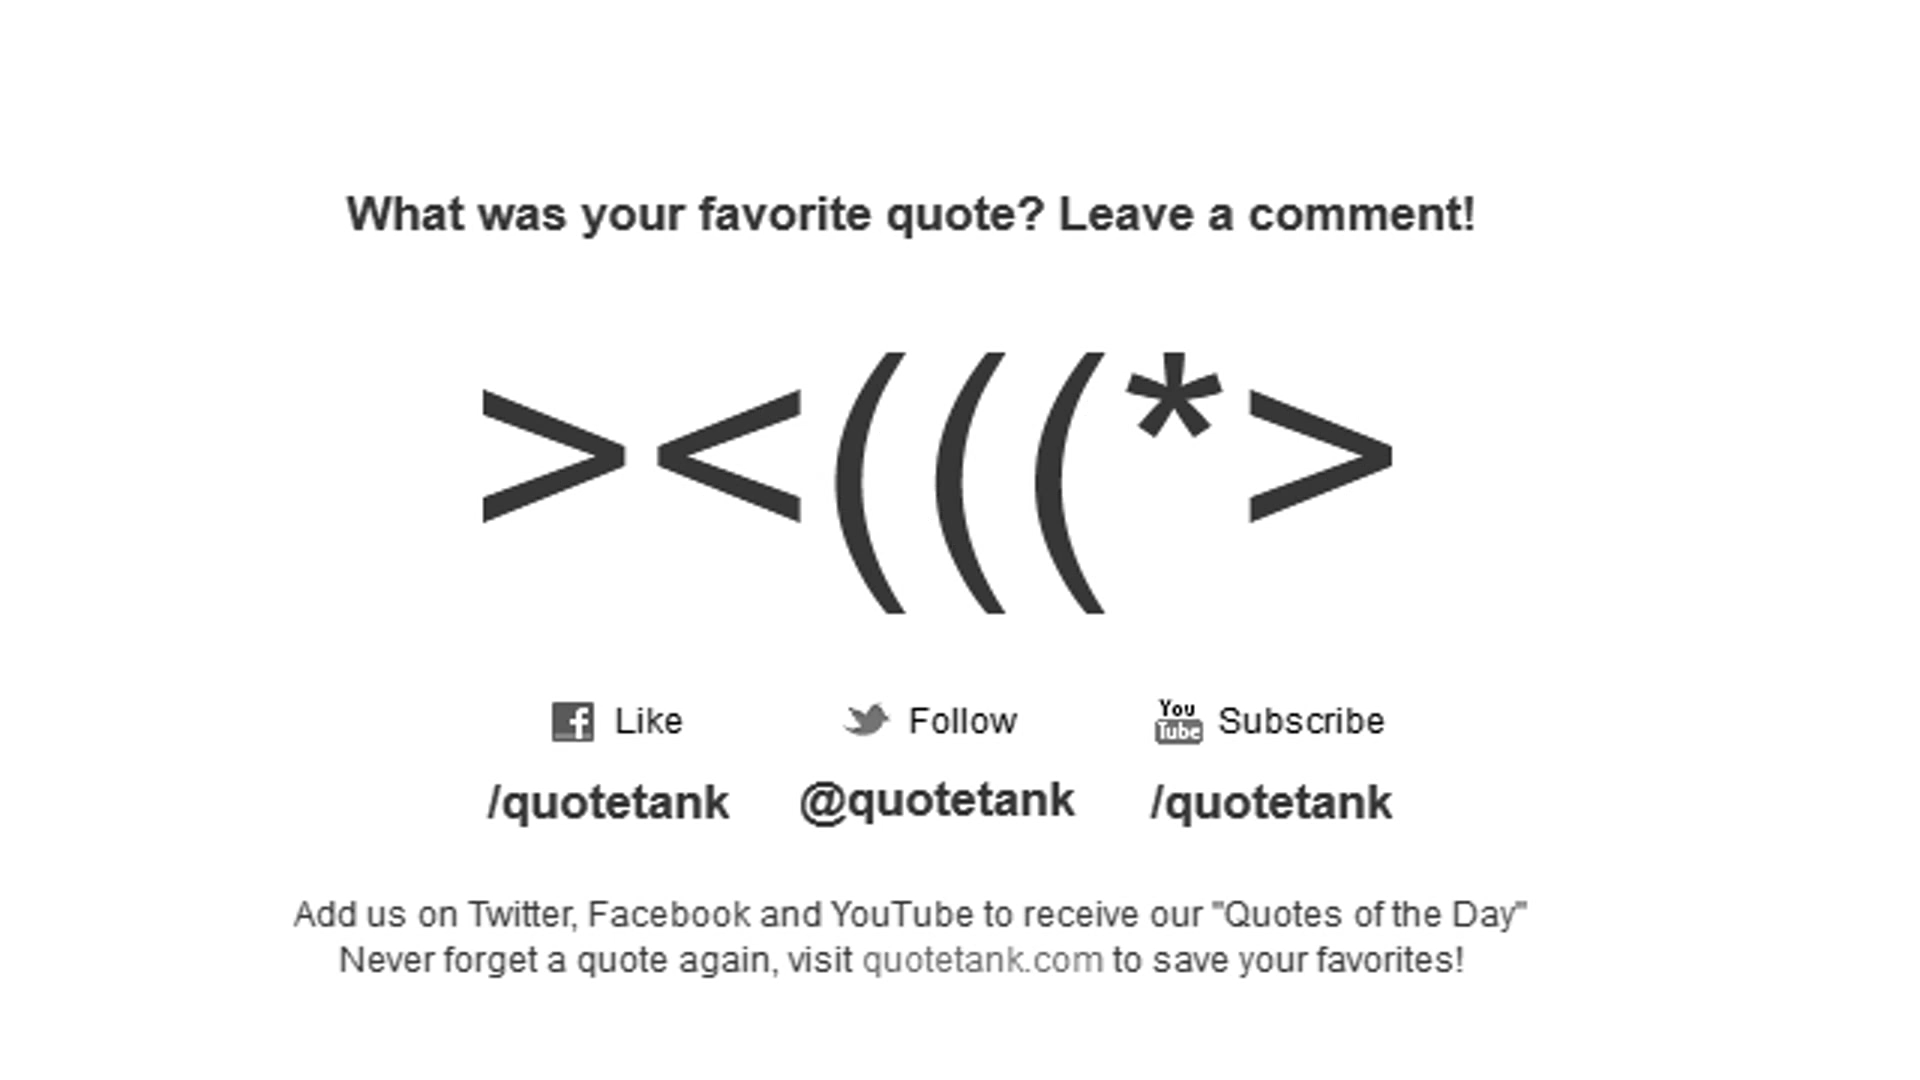 What was your favorite quote? Leave a comment!
><(((*>
f Like Follow You Tube Subscribe
/quotetank @quotetank /quotetank
Add us on Twitter, Facebook and YouTube to receive our "Quotes of the Day"
Never forget a quote again, visit quotetank.com to save your favorites!